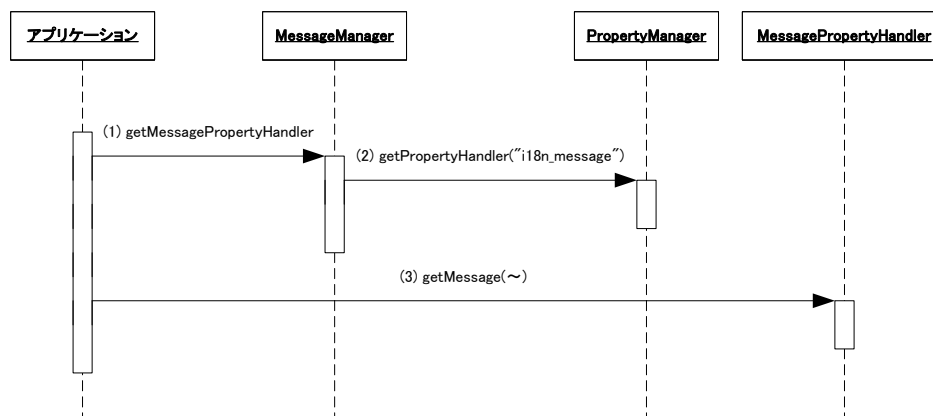 アプリケーション
MessageManager
PropertyManager
MessagePropertyHandler
(1) getMessagePropertyHandler
(2) getPropertyHandler("i18n_message")
(3) getMessage(～)